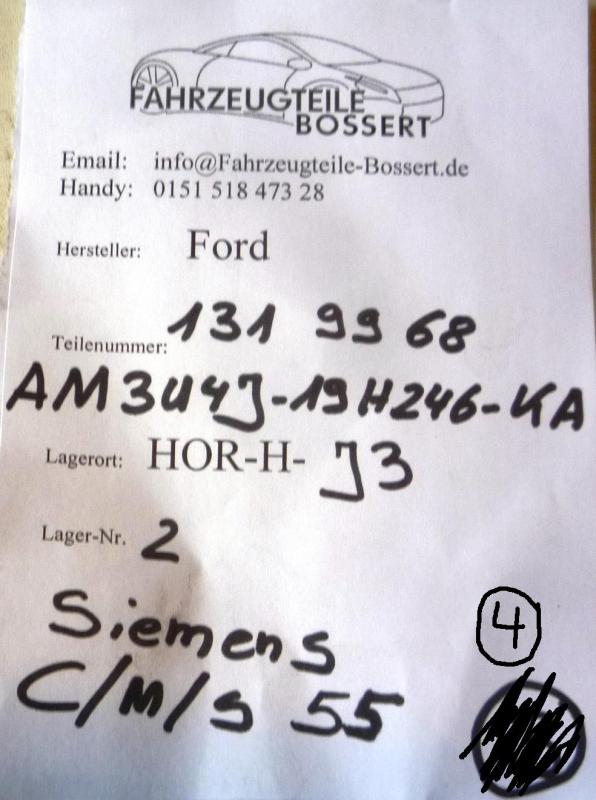 FAHRZEUGTEILE
BOSSERT
Email: info@Fahrzeugteile-Bossert.de
Handy: 0151 518 473 28
Hersteller: Ford
Teilenummer: 131 99 68
AM3U4J-19H246-KA
Lagerort: HOR-H- J3
Lager-Nr. 2
Siemens
C/M/S 55
4